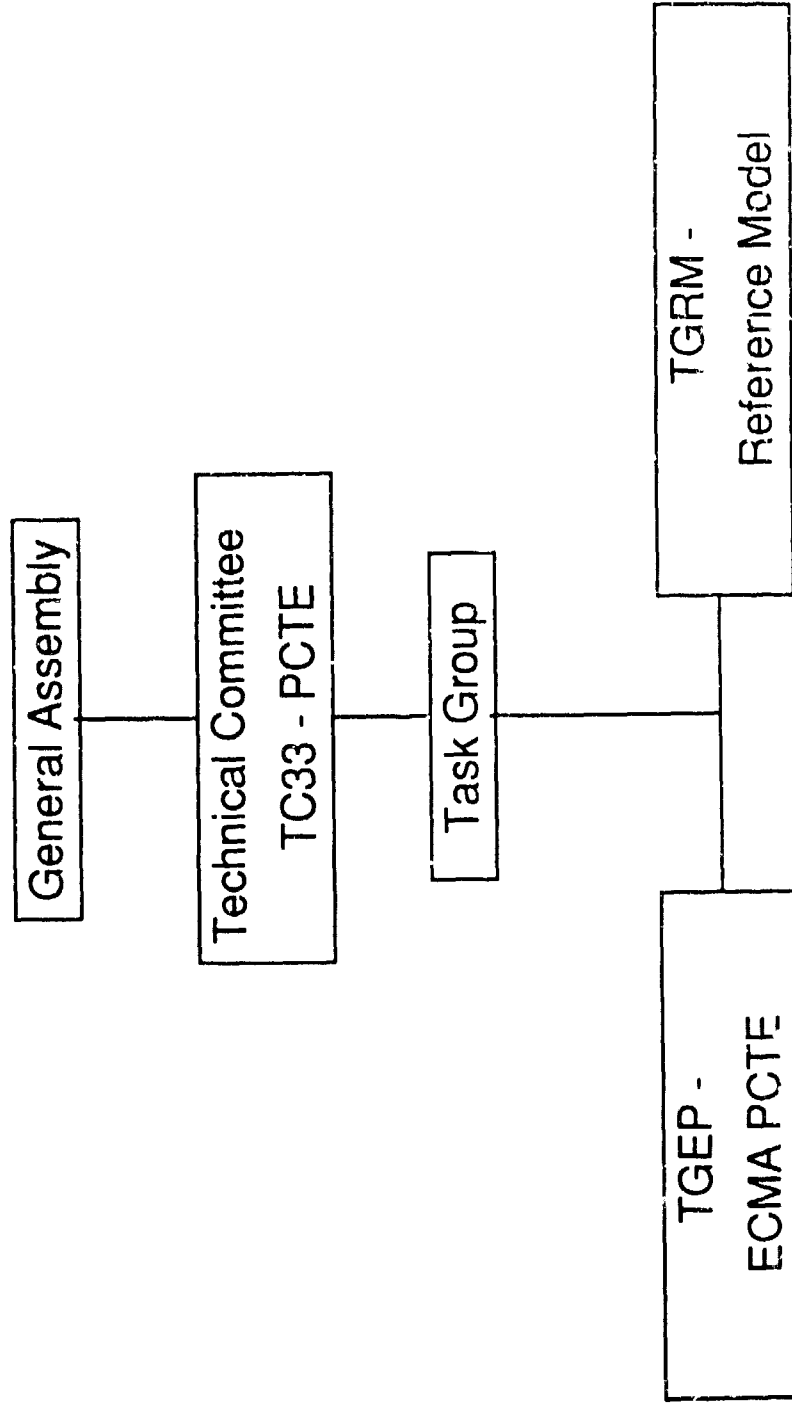 General Assembly
Technical Committee
TC33 - PCTE
Task Group
TGEP -
ECMA PCTE
TGRM -
Reference Model